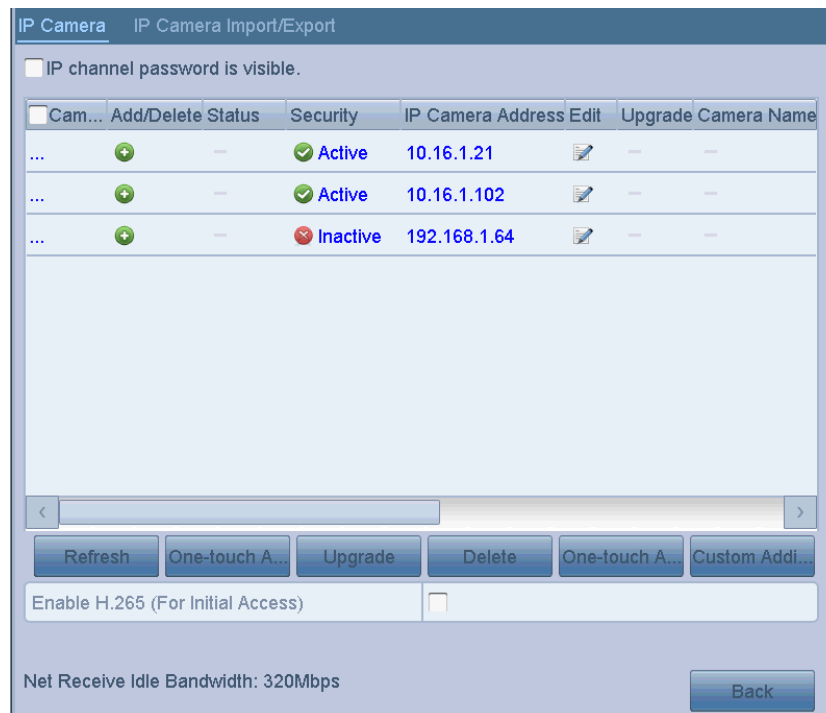 IP Camera IP Camera Import/Export
IP channel password is visible.
Cam... Add/Delete Status Security IP Camera Address Edit Upgrade Camera Name
... — Active 10.16.1.21 — —
... — Active 10.16.1.102 — —
... — Inactive 192.168.1.64 — —
Refresh One-touch A... Upgrade Delete One-touch A... Custom Addi...
Enable H.265 (For Initial Access)
Net Receive Idle Bandwidth: 320Mbps
Back